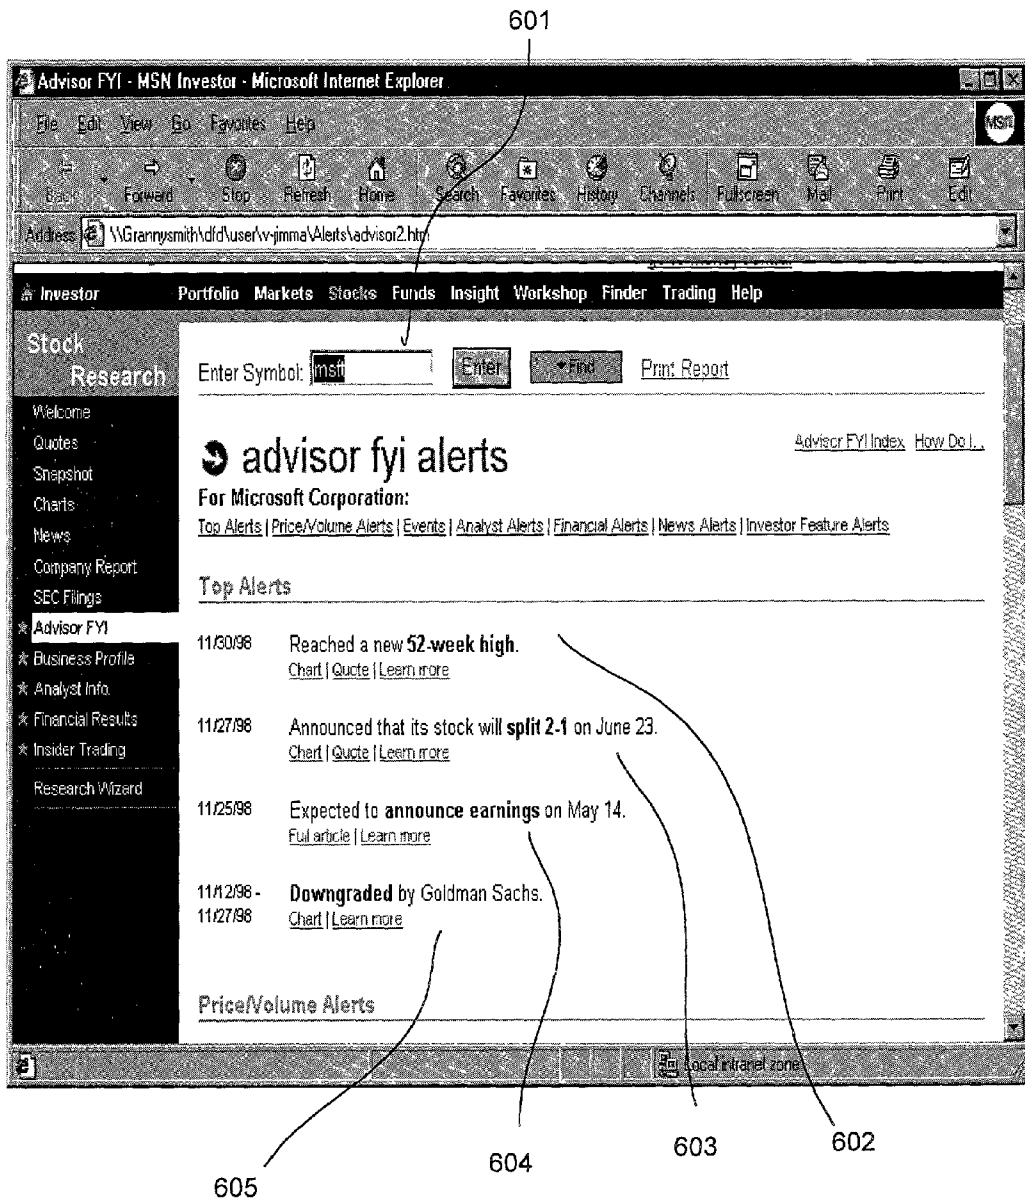 601
Advisor FYI - MSN Investor - Microsoft Internet Explorer
File Edit View Go Favorites Help
MSN
Back Forward Stop Refresh Home Search Favorites History Channels Fullscreen Mail Print Edit
Address \\Grannysmith\dfd\user\v-jimma\Alerts\advisor2.htm
Investor Portfolio Markets Stocks Funds Insight Workshop Finder Trading Help
Stock
Research
Enter Symbol: msft Enter Find Print Report
Welcome
Quotes
Snapshot
Charts
News
Company Report
SEC Filings
Advisor FYI
Business Profile
Analyst Info.
Financial Results
Insider Trading
Research Wizard
advisor fyi alerts
Advisor FYI Index How Do I...
For Microsoft Corporation:
Top Alerts | Price/Volume Alerts | Events | Analyst Alerts | Financial Alerts | News Alerts | Investor Feature Alerts
Top Alerts
11/30/98 Reached a new 52-week high.
Chart | Quote | Learn more
11/27/98 Announced that its stock will split 2-1 on June 23.
Chart | Quote | Learn more
11/25/98 Expected to announce earnings on May 14.
Full article | Learn more
11/12/98 - Downgraded by Goldman Sachs.
11/27/98 Chart | Learn more
Price/Volume Alerts
Local intranet zone
602
603
604
605